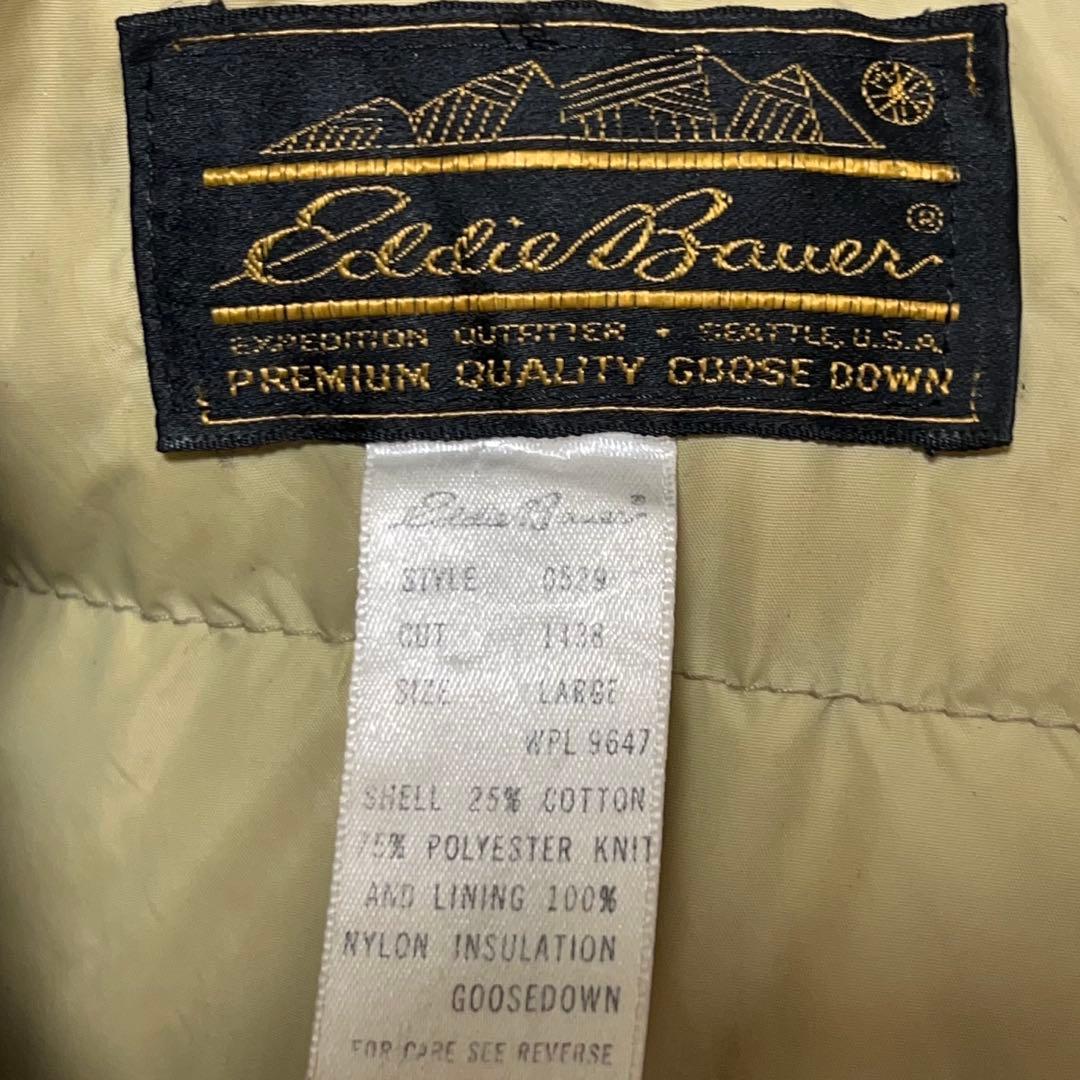 Eddie Bauer ®
EXPEDITION OUTFITTER • SEATTLE, U.S.A.
PREMIUM QUALITY GOOSE DOWN
Eddie Bauer ®
STYLE 0529
CUT 1438
SIZE LARGE
WPL 9647
SHELL 25% COTTON
75% POLYESTER KNIT
AND LINING 100%
NYLON INSULATION
GOOSEDOWN
FOR CARE SEE REVERSE